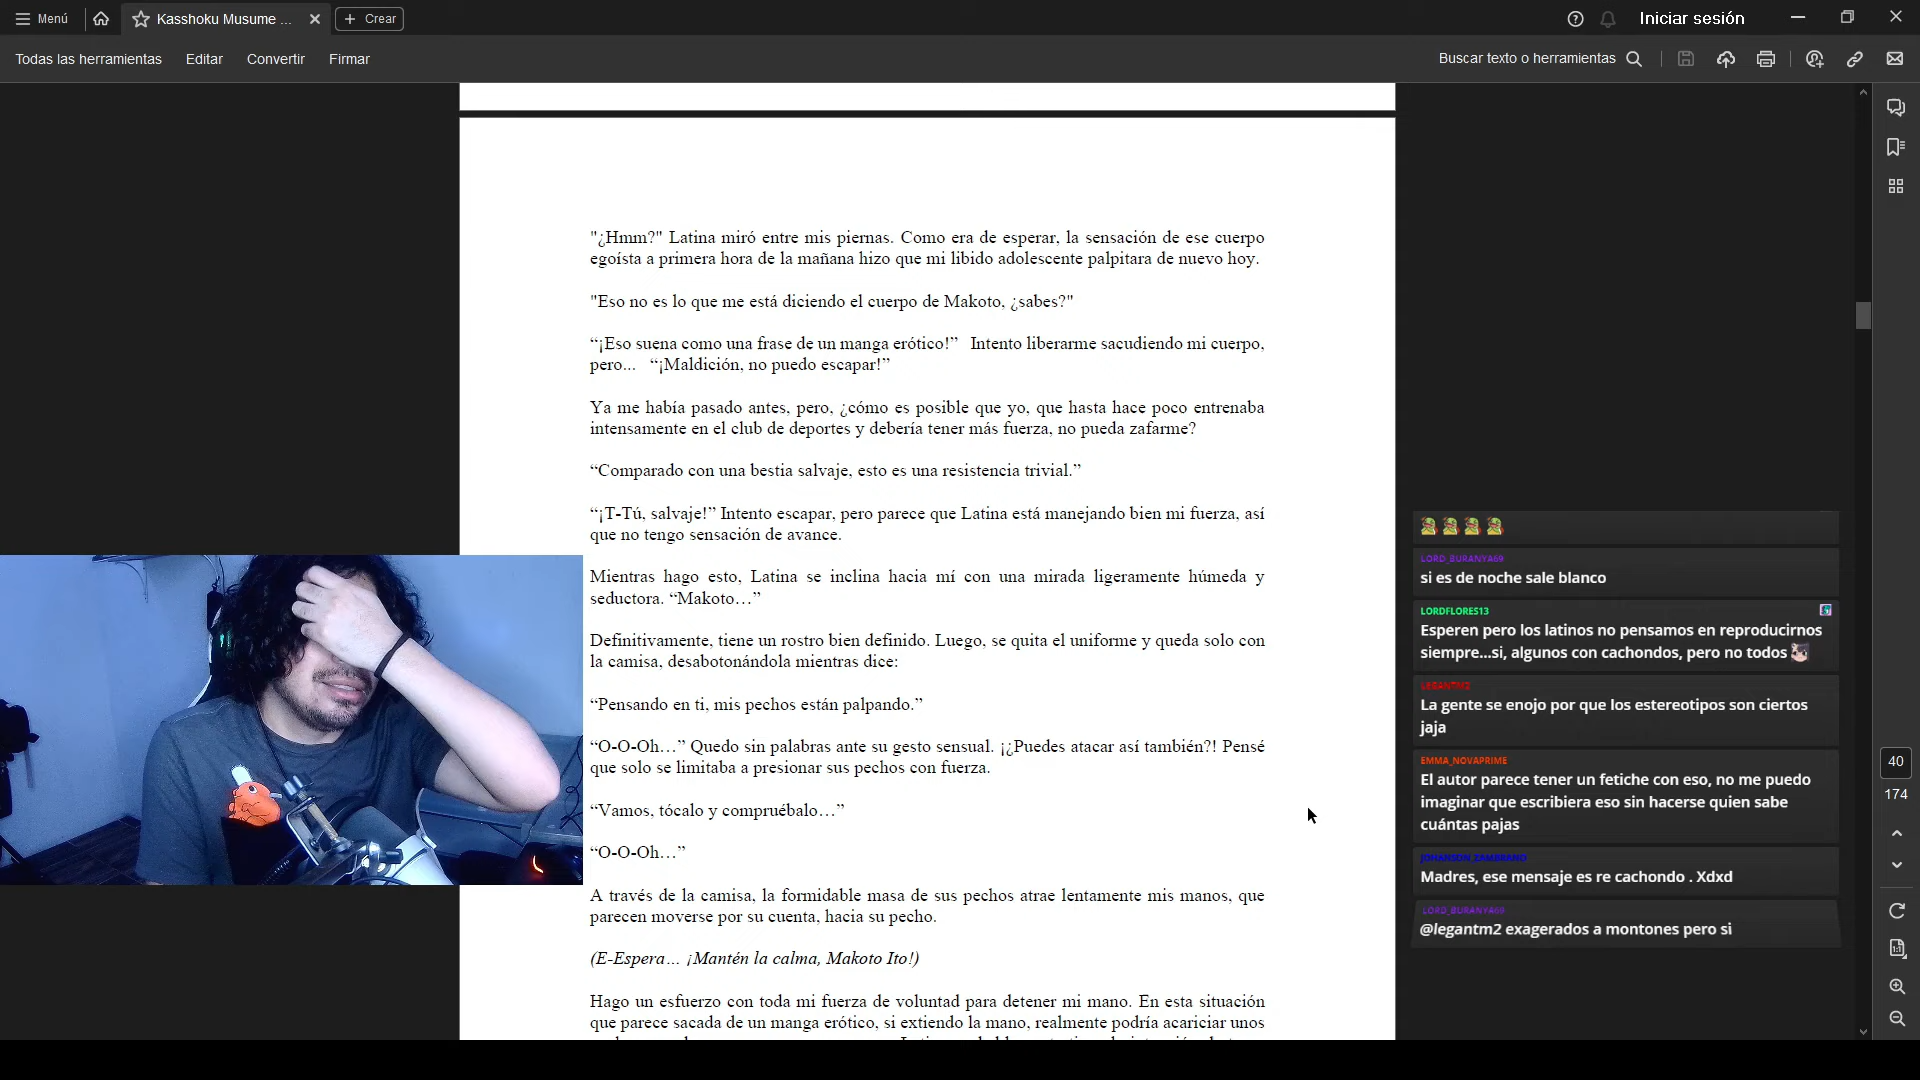 Menú
Kasshoku Musume ...
Crear
Iniciar sesión
Todas las herramientas
Editar
Convertir
Firmar
Buscar texto o herramientas
"¿Hmm?" Latina miró entre mis piernas. Como era de esperar, la sensación de ese cuerpo
egoísta a primera hora de la mañana hizo que mi libido adolescente palpitara de nuevo hoy.
"Eso no es lo que me está diciendo el cuerpo de Makoto, ¿sabes?"
“¡Eso suena como una frase de un manga erótico!” Intento liberarme sacudiendo mi cuerpo,
pero... “¡Maldición, no puedo escapar!”
Ya me había pasado antes, pero, ¿cómo es posible que yo, que hasta hace poco entrenaba
intensamente en el club de deportes y debería tener más fuerza, no pueda zafarme?
“Comparado con una bestia salvaje, esto es una resistencia trivial.”
“¡T-Tú, salvaje!” Intento escapar, pero parece que Latina está manejando bien mi fuerza, así
que no tengo sensación de avance.
Mientras hago esto, Latina se inclina hacia mí con una mirada ligeramente húmeda y
seductora. “Makoto…”
Definitivamente, tiene un rostro bien definido. Luego, se quita el uniforme y queda solo con
la camisa, desabotonándola mientras dice:
“Pensando en ti, mis pechos están palpando.”
“O-O-Oh…” Quedo sin palabras ante su gesto sensual. ¡¿Puedes atacar así también?! Pensé
que solo se limitaba a presionar sus pechos con fuerza.
“Vamos, tócalo y compruébalo…”
“O-O-Oh…”
A través de la camisa, la formidable masa de sus pechos atrae lentamente mis manos, que
parecen moverse por su cuenta, hacia su pecho.
(E-Espera… ¡Mantén la calma, Makoto Ito!)
Hago un esfuerzo con toda mi fuerza de voluntad para detener mi mano. En esta situación
que parece sacada de un manga erótico, si extiendo la mano, realmente podría acariciar unos
LORD_BURANYA69
si es de noche sale blanco
LORDFLORES13
Esperen pero los latinos no pensamos en reproducirnos
siempre...si, algunos con cachondos, pero no todos
LEGANTM2
La gente se enojo por que los estereotipos son ciertos
jaja
EMMA_NOVAPRIME
El autor parece tener un fetiche con eso, no me puedo
imaginar que escribiera eso sin hacerse quien sabe
cuántas pajas
JOHANSON_ZAMBRANO
Madres, ese mensaje es re cachondo . Xdxd
LORD_BURANYA69
@legantm2 exagerados a montones pero si
40
174